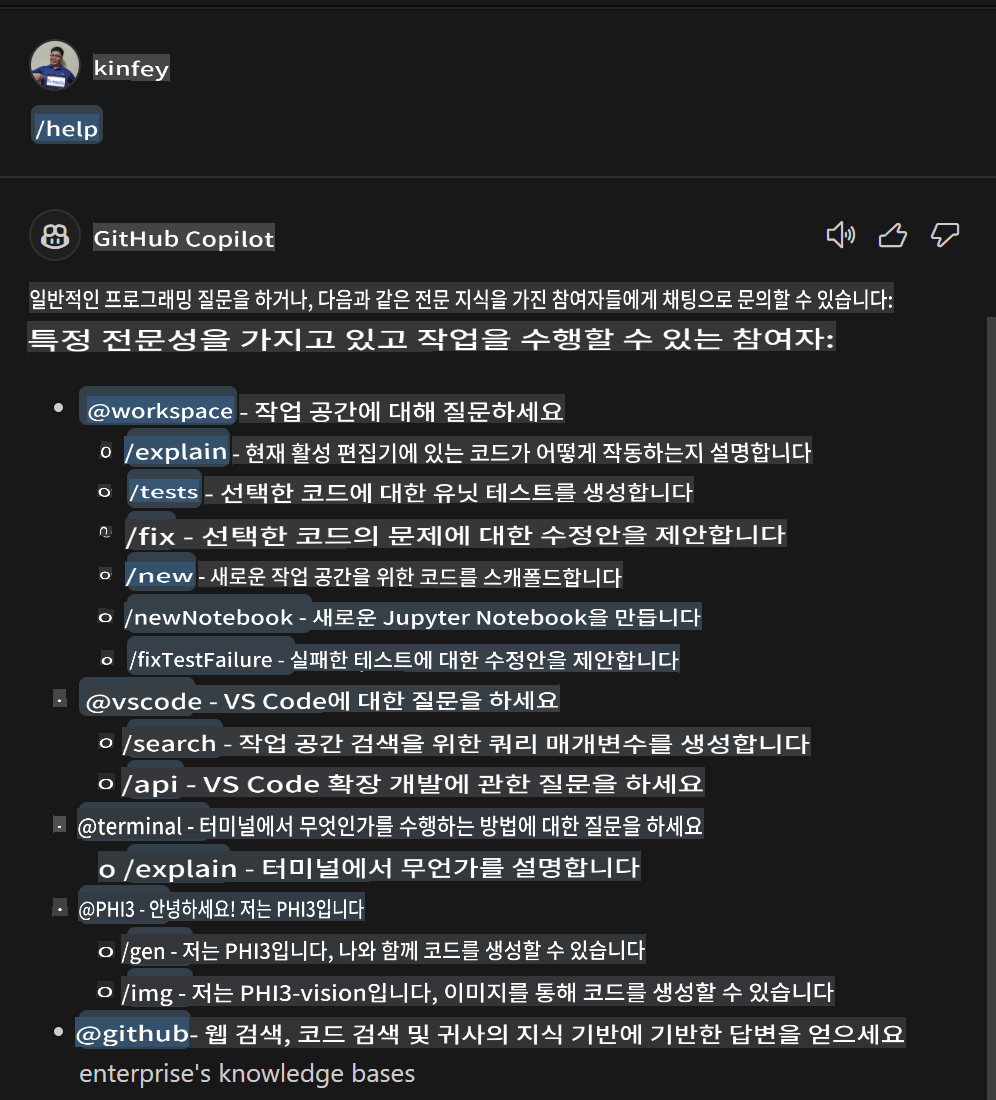 kinfey
/help
GitHub Copilot
일반적인 프로그래밍 질문을 하거나, 다음과 같은 전문 지식을 가진 참여자들에게 채팅으로 문의할 수 있습니다:
특정 전문성을 가지고 있고 작업을 수행할 수 있는 참여자:
• @workspace - 작업 공간에 대해 질문하세요
o /explain - 현재 활성 편집기에 있는 코드가 어떻게 작동하는지 설명합니다
o /tests - 선택한 코드에 대한 유닛 테스트를 생성합니다
o /fix - 선택한 코드의 문제에 대한 수정안을 제안합니다
o /new - 새로운 작업 공간을 위한 코드를 스캐폴드합니다
o /newNotebook - 새로운 Jupyter Notebook을 만듭니다
o /fixTestFailure - 실패한 테스트에 대한 수정안을 제안합니다
· @vscode - VS Code에 대한 질문을 하세요
o /search - 작업 공간 검색을 위한 쿼리 매개변수를 생성합니다
o /api - VS Code 확장 개발에 관한 질문을 하세요
· @terminal - 터미널에서 무엇인가를 수행하는 방법에 대한 질문을 하세요
o /explain - 터미널에서 무언가를 설명합니다
· @PHI3 - 안녕하세요! 저는 PHI3입니다
o /gen - 저는 PHI3입니다, 나와 함께 코드를 생성할 수 있습니다
o /img - 저는 PHI3-vision입니다, 이미지를 통해 코드를 생성할 수 있습니다
• @github- 웹 검색, 코드 검색 및 귀사의 지식 기반에 기반한 답변을 얻으세요
enterprise's knowledge bases